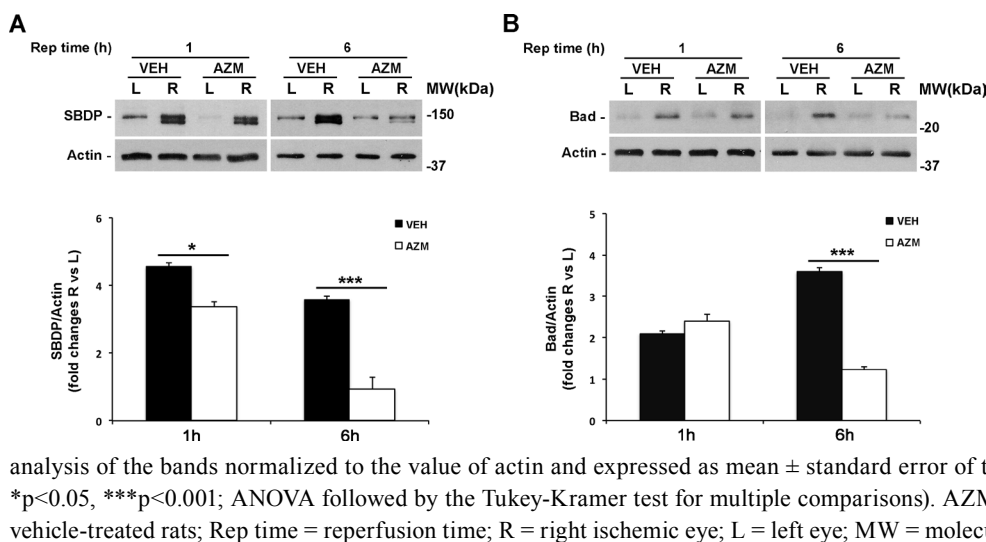 A
Rep time (h) 1 6
VEH AZM VEH AZM
L R L R L R L R MW(kDa)
SBDP - -150
Actin - -37
6
4
2
0
SBDP/Actin
(fold changes R vs L)
VEH
AZM
*
***
1h 6h
B
Rep time (h) 1 6
VEH AZM VEH AZM
L R L R L R L R MW(kDa)
Bad - -20
Actin - -37
5
4
3
2
1
0
Bad/Actin
(fold changes R vs L)
VEH
AZM
***
1h 6h
analysis of the bands normalized to the value of actin and expressed as mean ± standard error of
*p<0.05, ***p<0.001; ANOVA followed by the Tukey-Kramer test for multiple comparisons). AZM
vehicle-treated rats; Rep time = reperfusion time; R = right ischemic eye; L = left eye; MW =